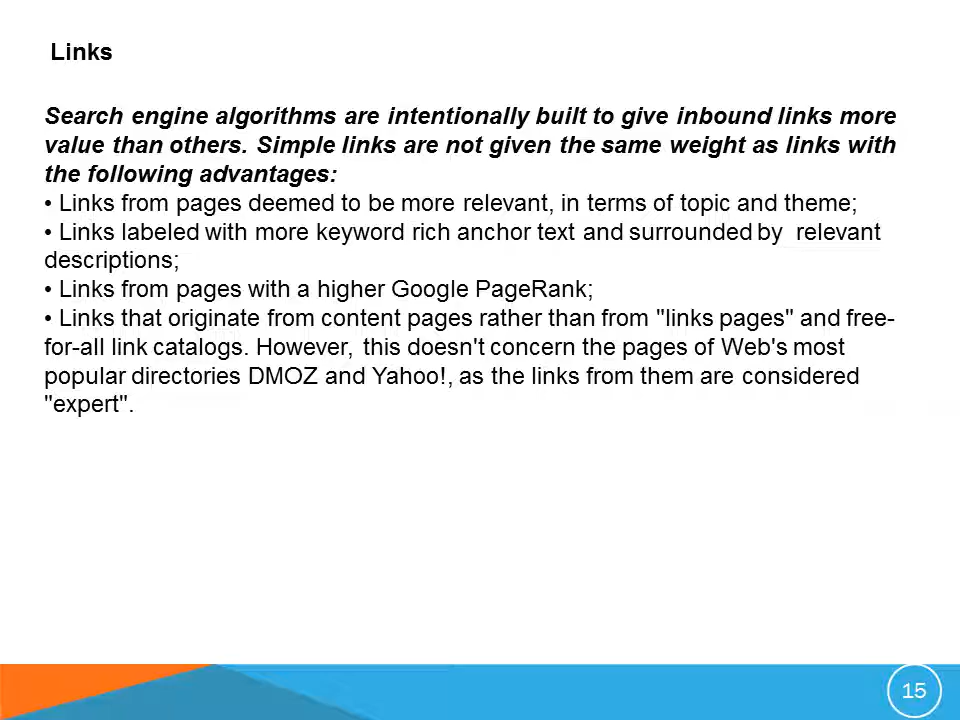 Links
Search engine algorithms are intentionally built to give inbound links more
value than others. Simple links are not given the same weight as links with
the following advantages:
• Links from pages deemed to be more relevant, in terms of topic and theme;
• Links labeled with more keyword rich anchor text and surrounded by relevant
descriptions;
• Links from pages with a higher Google PageRank;
• Links that originate from content pages rather than from "links pages" and free-
for-all link catalogs. However, this doesn't concern the pages of Web's most
popular directories DMOZ and Yahoo!, as the links from them are considered
"expert".
15